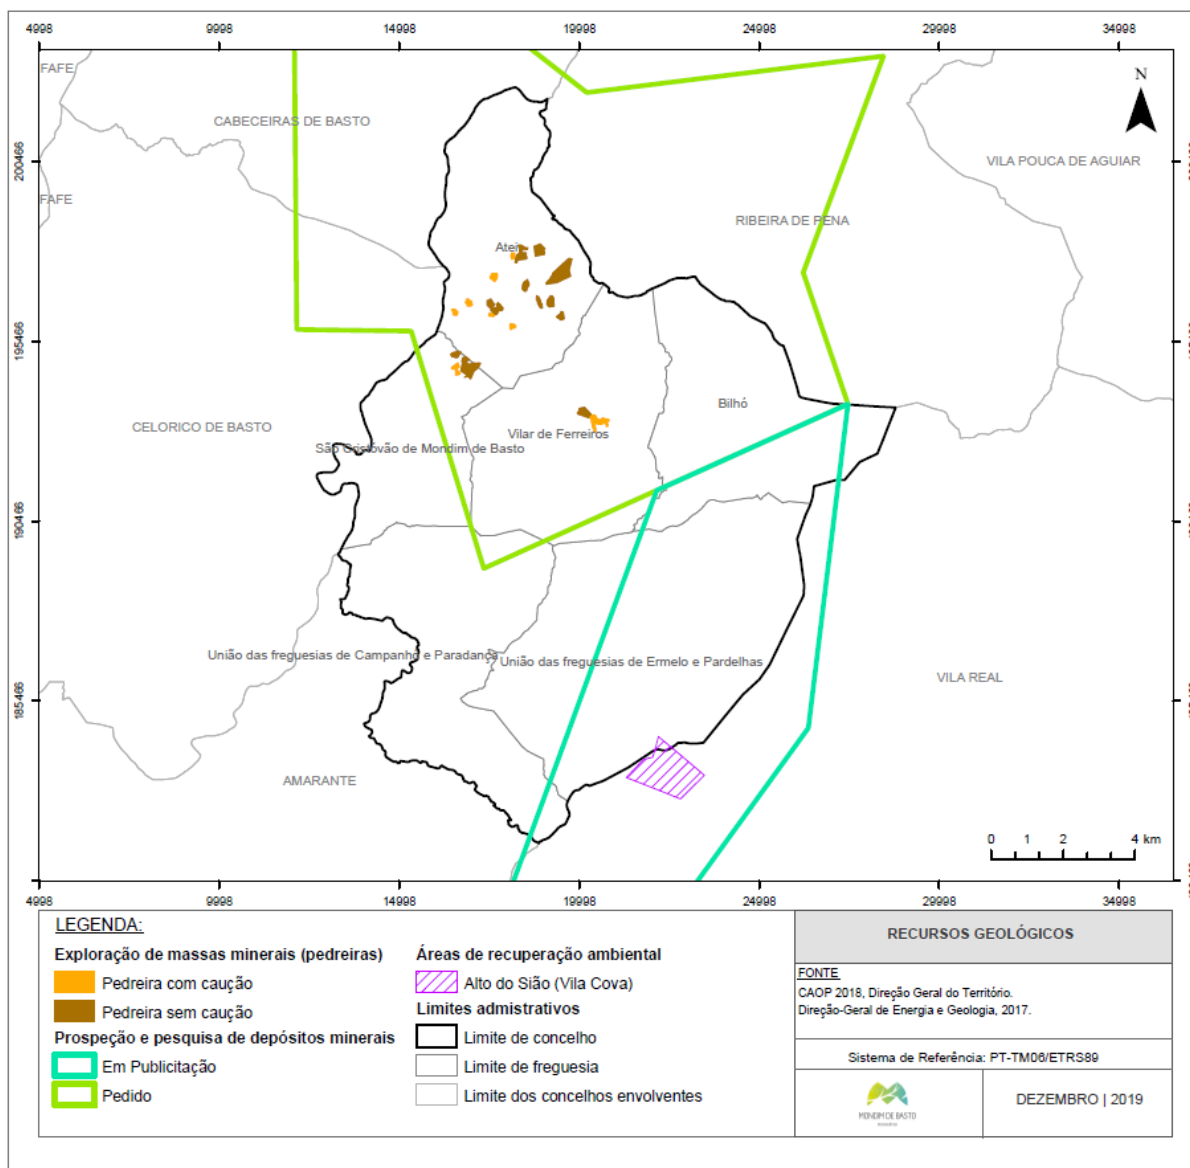 4998 9998 14998 19998 24998 29998 34998
FAFE
CABECEIRAS DE BASTO
N
200466
VILA POUCA DE AGUIAR
FAFE
RIBEIRA DE PENA
Atei
195466
Bilhó
CELORICO DE BASTO
Vilar de Ferreiros
São Cristóvão de Mondim de Basto
190466
União das freguesias de Campanho e Paradança
União das freguesias de Ermelo e Pardelhas
VILA REAL
185466
AMARANTE
0 1 2 4 km
4998 9998 14998 19998 24998 29998 34998
LEGENDA:
Exploração de massas minerais (pedreiras)
Pedreira com caução
Pedreira sem caução
Prospeção e pesquisa de depósitos minerais
Em Publicitação
Pedido
Áreas de recuperação ambiental
Alto do Sião (Vila Cova)
Limites admistrativos
Limite de concelho
Limite de freguesia
Limite dos concelhos envolventes
RECURSOS GEOLÓGICOS
FONTE
CAOP 2018, Direção Geral do Território.
Direção-Geral de Energia e Geologia, 2017.
Sistema de Referência: PT-TM06/ETRS89
MONDIM DE BASTO
DEZEMBRO | 2019